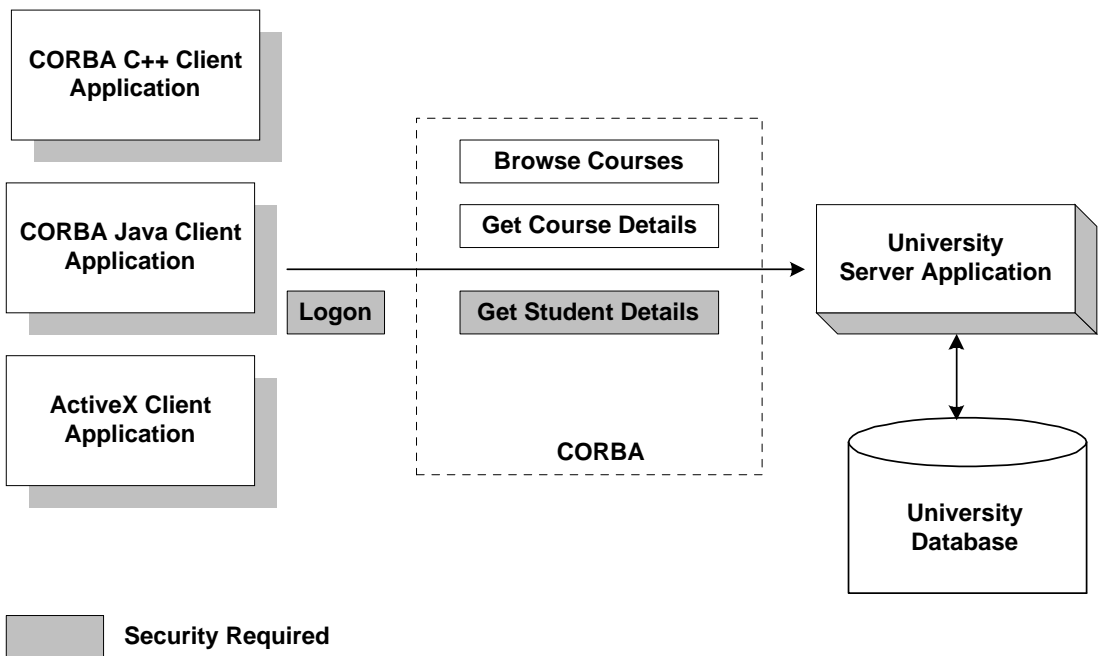 CORBA C++ Client
Application
CORBA Java Client
Application
ActiveX Client
Application
Logon
Browse Courses
Get Course Details
Get Student Details
CORBA
University
Server Application
University
Database
Security Required